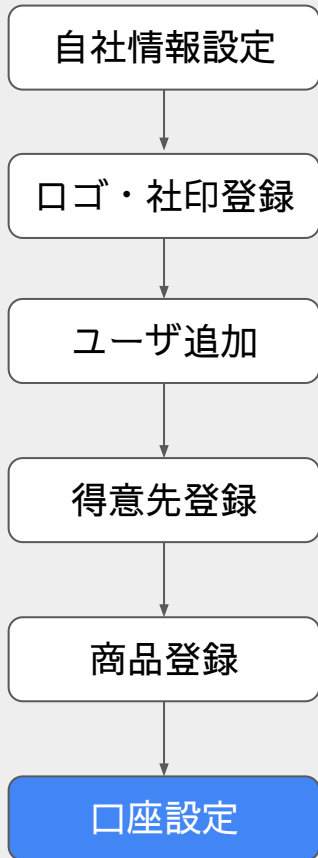 自社情報設定
ロゴ・社印登録
ユーザ追加
得意先登録
商品登録
口座設定